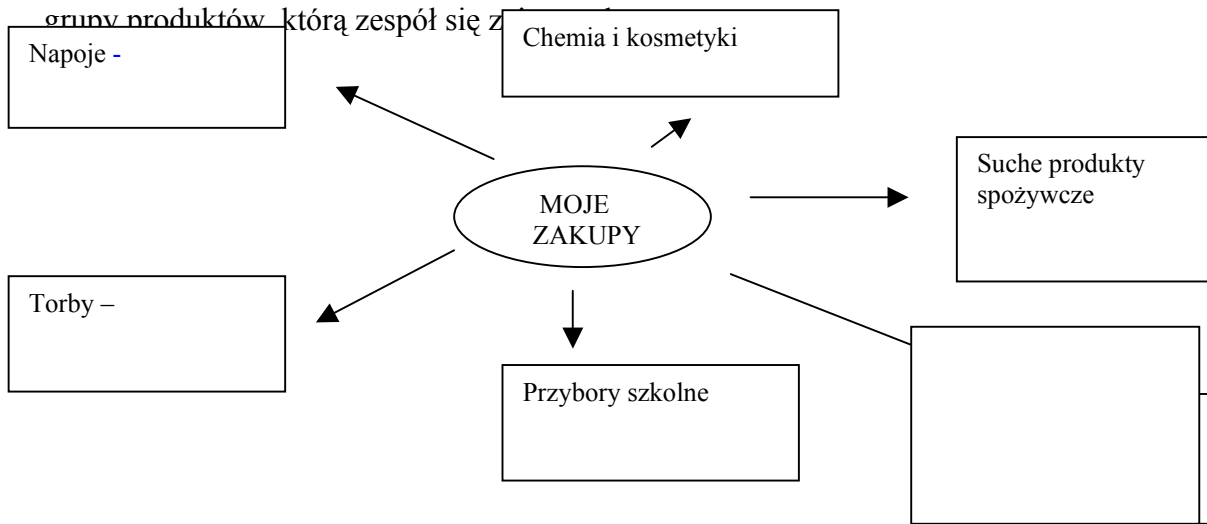 grupy produktów, którą zespół się
Napoje -
Chemia i kosmetyki
Suche produkty
spożywcze
MOJE
ZAKUPY
Torby –
Przybory szkolne